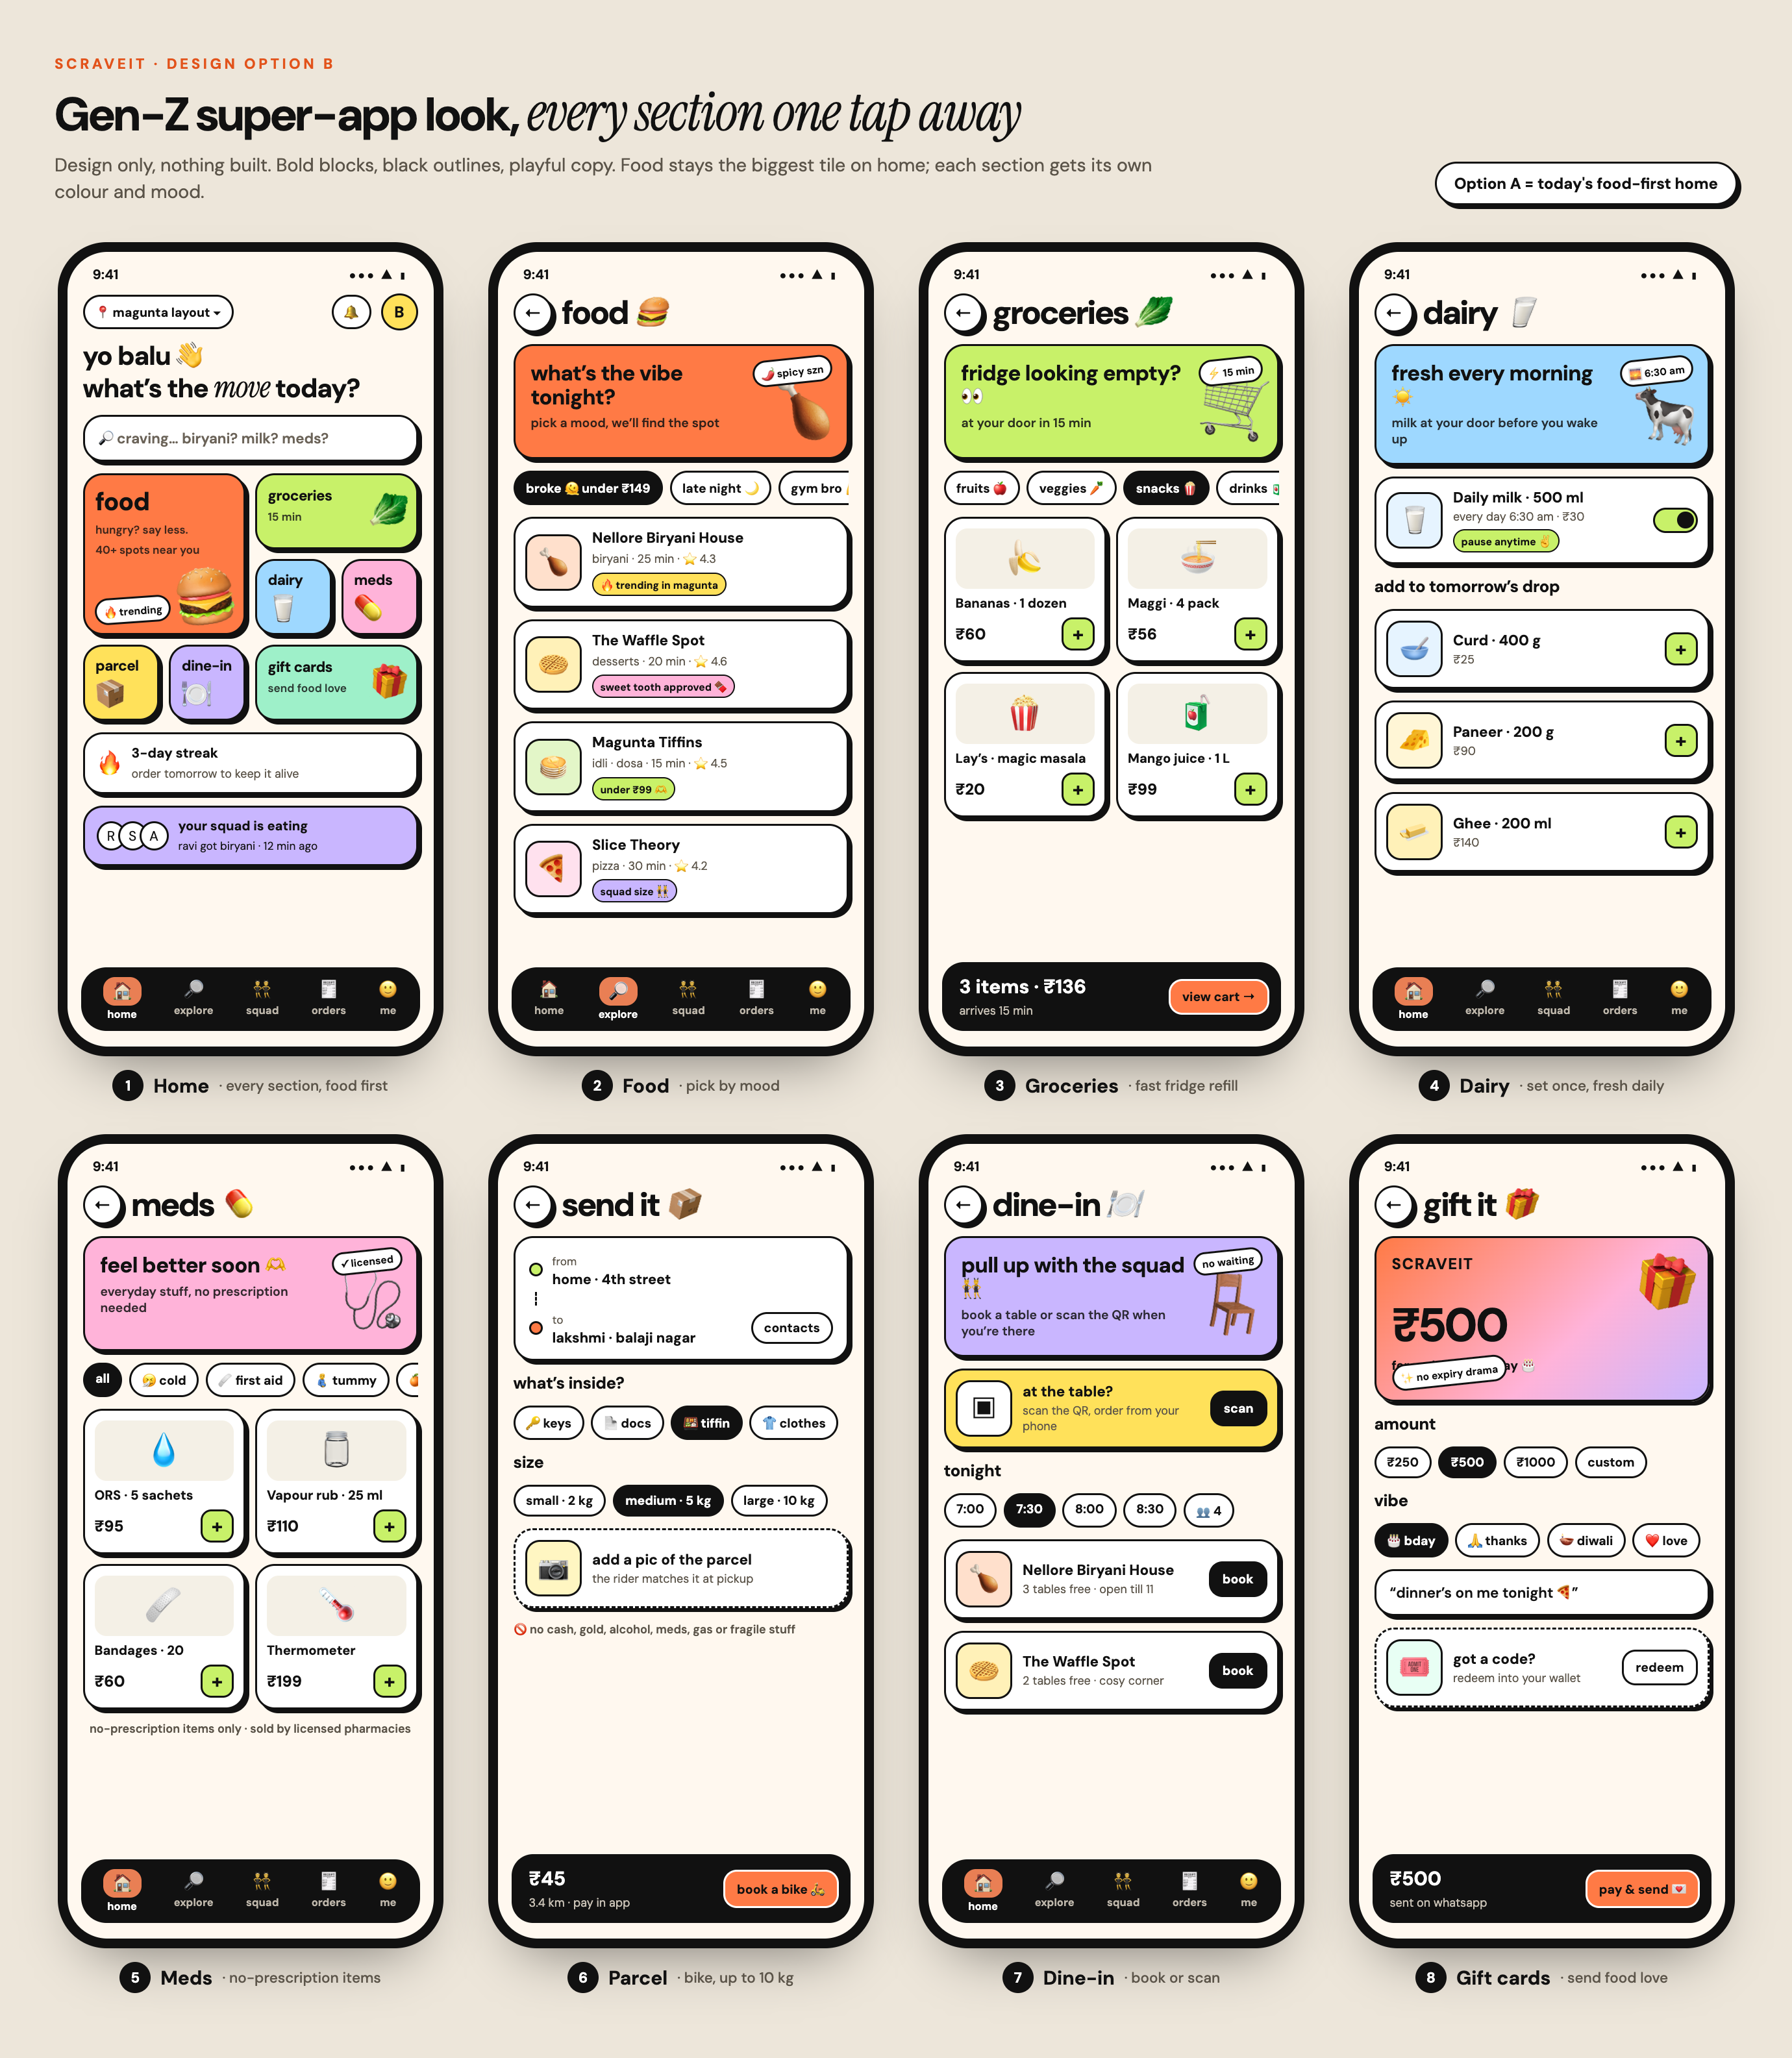 SCRAVEIT · DESIGN OPTION B
Gen-Z super-app look, every section one tap away
Design only, nothing built. Bold blocks, black outlines, playful copy. Food stays the biggest tile on home; each section gets its own
colour and mood.
Option A = today's food-first home
9:41
magunta layout
B
yo balu
what's the move today?
craving... biryani? milk? meds?
food
hungry? say less.
40+ spots near you
trending
groceries
15 min
dairy
meds
parcel
dine-in
gift cards
send food love
3-day streak
order tomorrow to keep it alive
R S A
your squad is eating
ravi got biryani · 12 min ago
home explore squad orders me
1 Home · every section, food first
9:41
← food
what's the vibe
tonight?
pick a mood, we'll find the spot
spicy szn
broke under ₹149
late night
gym bro
Nellore Biryani House
biryani · 25 min · 4.3
trending in magunta
The Waffle Spot
desserts · 20 min · 4.6
sweet tooth approved
Magunta Tiffins
idli · dosa · 15 min · 4.5
under ₹99
Slice Theory
pizza · 30 min · 4.2
squad size
home explore squad orders me
2 Food · pick by mood
9:41
← groceries
fridge looking empty?
at your door in 15 min
15 min
fruits
veggies
snacks
drinks
Bananas · 1 dozen
₹60 +
Maggi · 4 pack
₹56 +
Lay's · magic masala
₹20 +
Mango juice · 1 L
₹99 +
3 items · ₹136
arrives 15 min
view cart →
3 Groceries · fast fridge refill
9:41
← dairy
fresh every morning
milk at your door before you wake
up
6:30 am
Daily milk · 500 ml
every day 6:30 am · ₹30
pause anytime
add to tomorrow's drop
Curd · 400 g
₹25
+
Paneer · 200 g
₹90
+
Ghee · 200 ml
₹140
+
home explore squad orders me
4 Dairy · set once, fresh daily
9:41
← meds
feel better soon
everyday stuff, no prescription
needed
✓ licensed
all
cold
first aid
tummy
ORS · 5 sachets
₹95 +
Vapour rub · 25 ml
₹110 +
Bandages · 20
₹60 +
Thermometer
₹199 +
no-prescription items only · sold by licensed pharmacies
home explore squad orders me
5 Meds · no-prescription items
9:41
← send it
from
home · 4th street
to
lakshmi · balaji nagar
contacts
what's inside?
keys
docs
tiffin
clothes
size
small · 2 kg
medium · 5 kg
large · 10 kg
add a pic of the parcel
the rider matches it at pickup
no cash, gold, alcohol, meds, gas or fragile stuff
₹45
3.4 km · pay in app
book a bike
6 Parcel · bike, up to 10 kg
9:41
← dine-in
pull up with the squad
book a table or scan the QR when
you're there
no waiting
at the table?
scan the QR, order from your
phone
scan
tonight
7:00
7:30
8:00
8:30
4
Nellore Biryani House
3 tables free · open till 11
book
The Waffle Spot
2 tables free · cosy corner
book
home explore squad orders me
7 Dine-in · book or scan
9:41
← gift it
SCRAVEIT
₹500
no expiry drama
amount
₹250
₹500
₹1000
custom
vibe
bday
thanks
diwali
love
“dinner's on me tonight ”
got a code?
redeem into your wallet
redeem
₹500
sent on whatsapp
pay & send
8 Gift cards · send food love